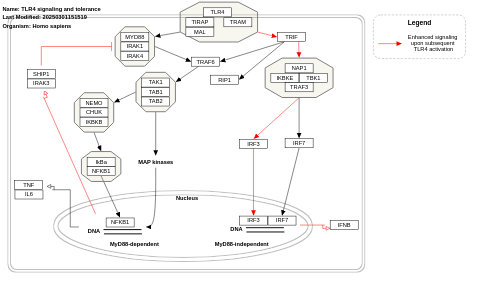 Name: TLR4 signaling and tolerance
Last Modified: 20250301151519
Organism: Homo sapiens
TLR4
TIRAP
TRAM
MAL
Legend
Enhanced signaling
upon subsequent
TLR4 activation
MYD88
IRAK1
IRAK4
TRIF
TRAF6
SHIP1
IRAK3
RIP1
NAP1
IKBKE
TBK1
TRAF3
TAK1
TAB1
TAB2
NEMO
CHUK
IKBKB
IRF3
IRF7
IkBa
NFKB1
MAP kinases
TNF
IL6
Nucleus
NFKB1
DNA
IRF3
IRF7
DNA
IFNB
MyD88-dependent
MyD88-independent